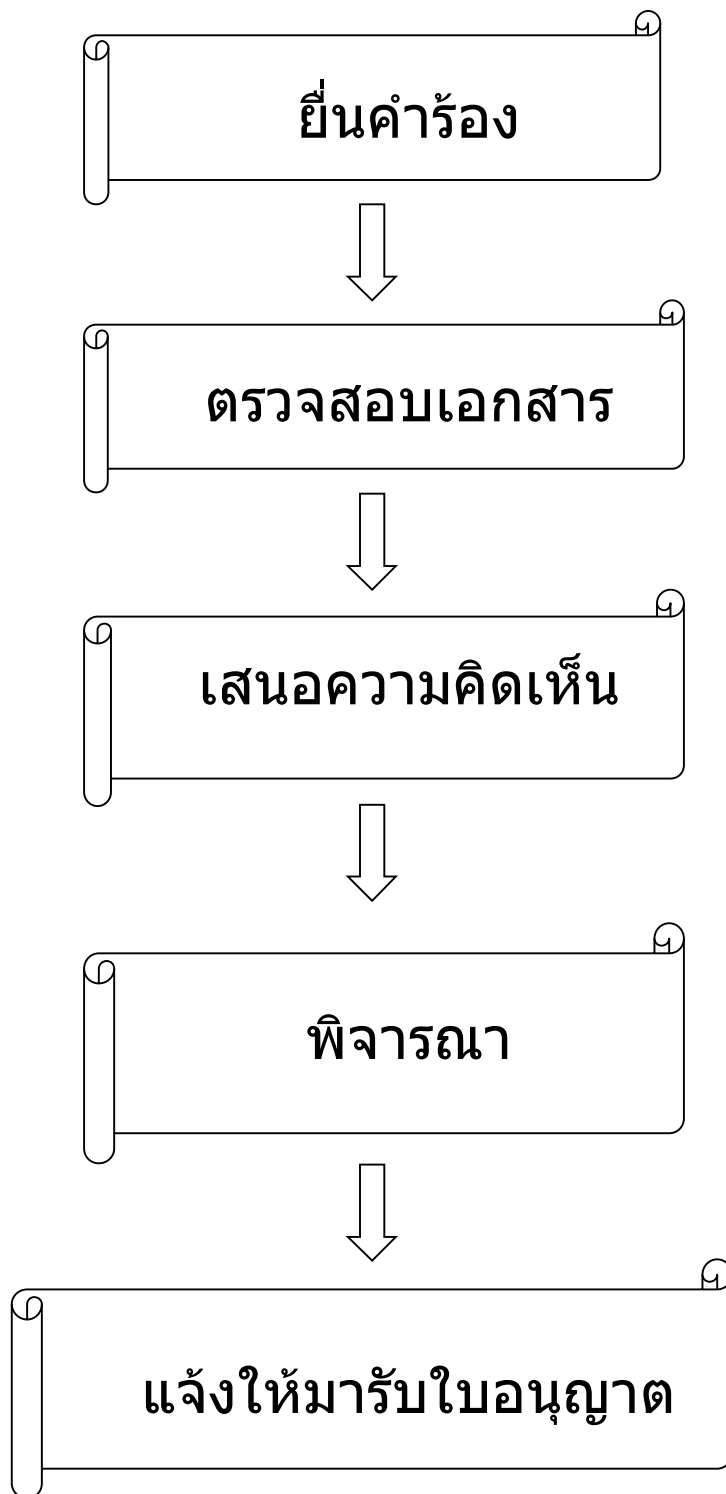 ยื่นคำร้อง
ตรวจสอบเอกสาร
เสนอความคิดเห็น
พิจารณา
แจ้งให้มารับใบอนุญาต